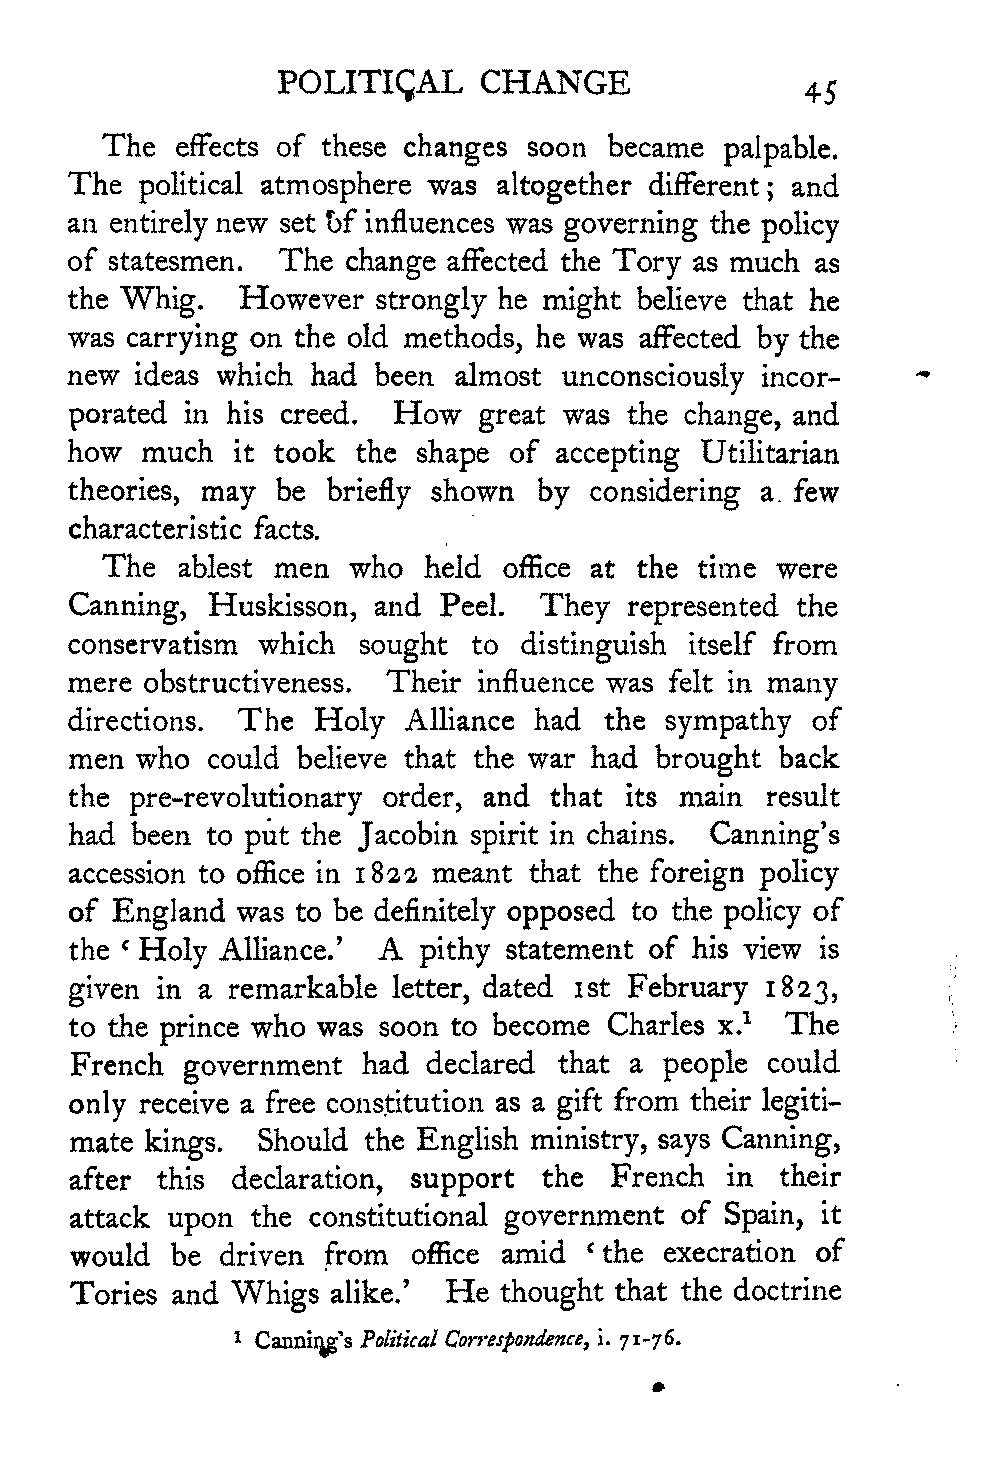 POLITICAL CHANGE 45
The effects of these changes soon became palpable.
The political atmosphere was altogether different; and
an entirely new set of influences was governing the policy
of statesmen. The change affected the Tory as much as
the Whig. However strongly he might believe that he
was carrying on the old methods, he was affected by the
new ideas which had been almost unconsciously incor-
porated in his creed. How great was the change, and
how much it took the shape of accepting Utilitarian
theories, may be briefly shown by considering a few
characteristic facts.
The ablest men who held office at the time were
Canning, Huskisson, and Peel. They represented the
conservatism which sought to distinguish itself from
mere obstructiveness. Their influence was felt in many
directions. The Holy Alliance had the sympathy of
men who could believe that the war had brought back
the pre-revolutionary order, and that its main result
had been to put the Jacobin spirit in chains. Canning's
accession to office in 1822 meant that the foreign policy
of England was to be definitely opposed to the policy of
the ‘Holy Alliance.’ A pithy statement of his view is
given in a remarkable letter, dated 1st February 1823,
to the prince who was soon to become Charles x.¹ The
French government had declared that a people could
only receive a free constitution as a gift from their legiti-
mate kings. Should the English ministry, says Canning,
after this declaration, support the French in their
attack upon the constitutional government of Spain, it
would be driven from office amid ‘the execration of
Tories and Whigs alike.’ He thought that the doctrine
¹ Canning's Political Correspondence, i. 71-76.